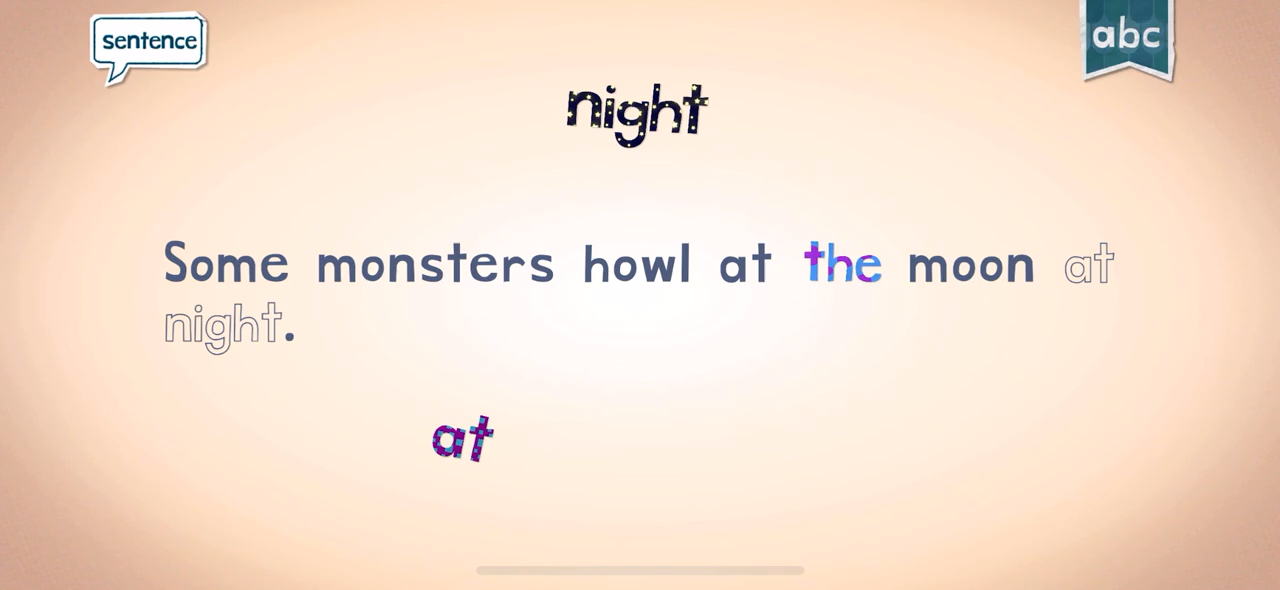 sentence
abc
night
Some monsters howl at the moon at
night.
at